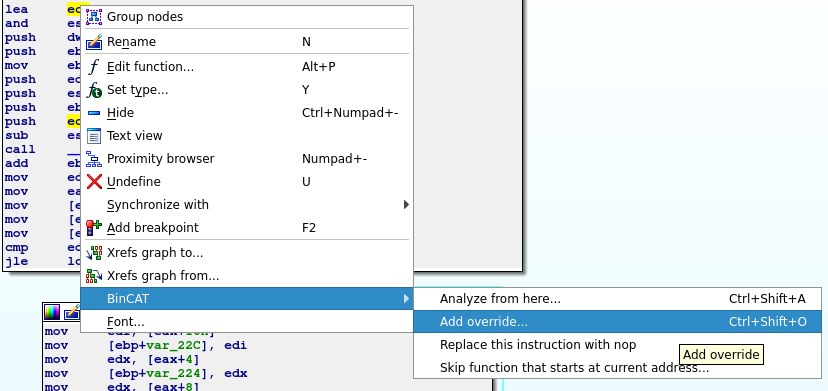 lea
and
push
push
mov
push
push
push
push
sub
call
add
mov
mov
mov
mov
mov
cmp
jle
Group nodes
Rename N
Edit function... Alt+P
Set type... Y
Hide Ctrl+Numpad+-
Text view
Proximity browser Numpad+-
Undefine U
Synchronize with
Add breakpoint F2
Xrefs graph to...
Xrefs graph from...
BinCAT
Font...
Analyze from here... Ctrl+Shift+A
Add override... Ctrl+Shift+O
Replace this instruction with nop
Skip function that starts at current address...
Add override
mov
mov [ebp+var_22C], edi
mov edx, [eax+4]
mov [ebp+var_224], edx
mov edx, [eax+8]